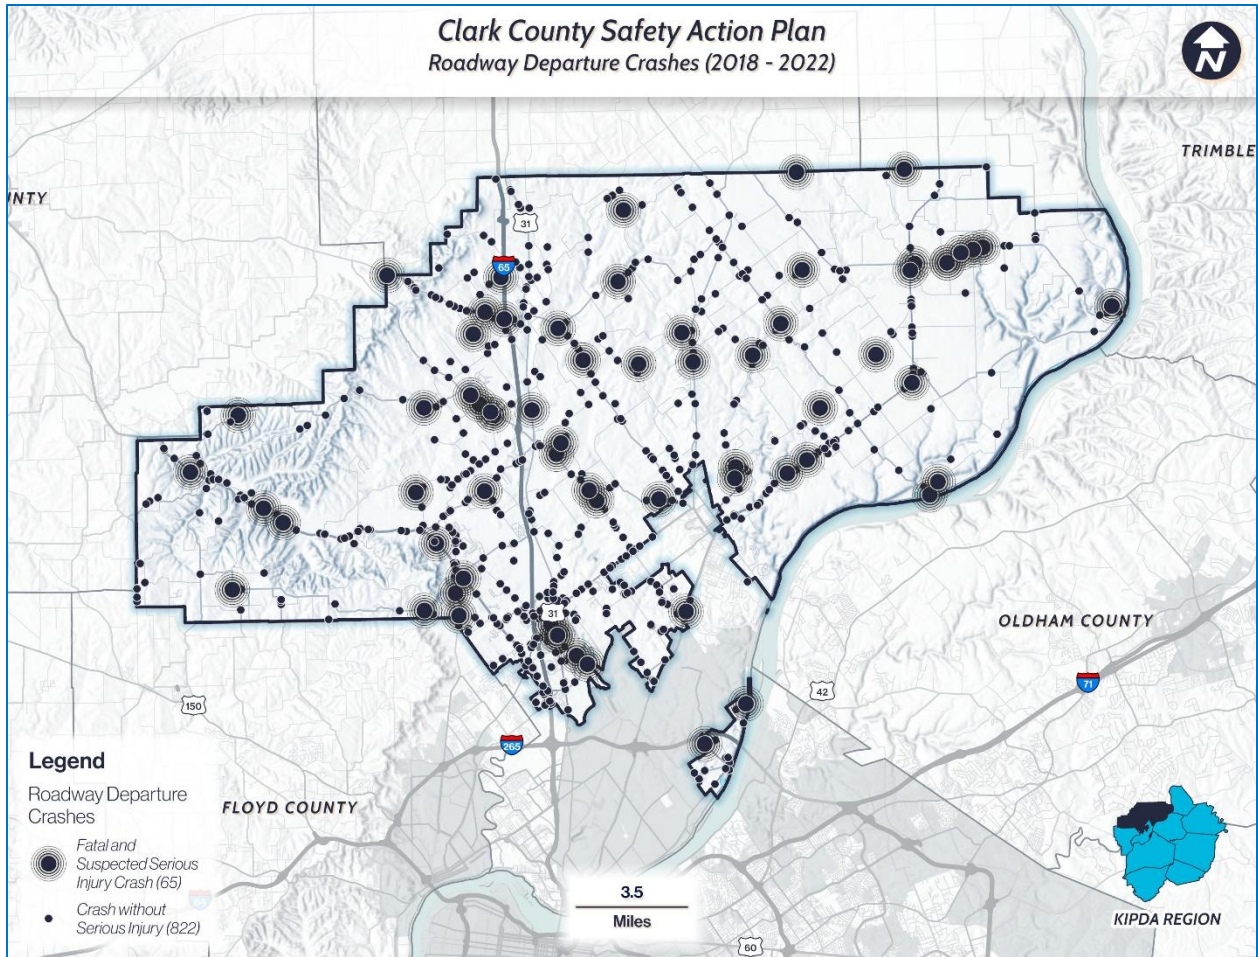 Clark County Safety Action Plan
Roadway Departure Crashes (2018 - 2022)
N
TRIMBLE
UNTY
31
65
31
OLDHAM COUNTY
42
71
150
265
Legend
Roadway Departure
Crashes
Fatal and
Suspected Serious
Injury Crash (65)
Crash without
Serious Injury (822)
FLOYD COUNTY
64
3.5
Miles
60
KIPDA REGION